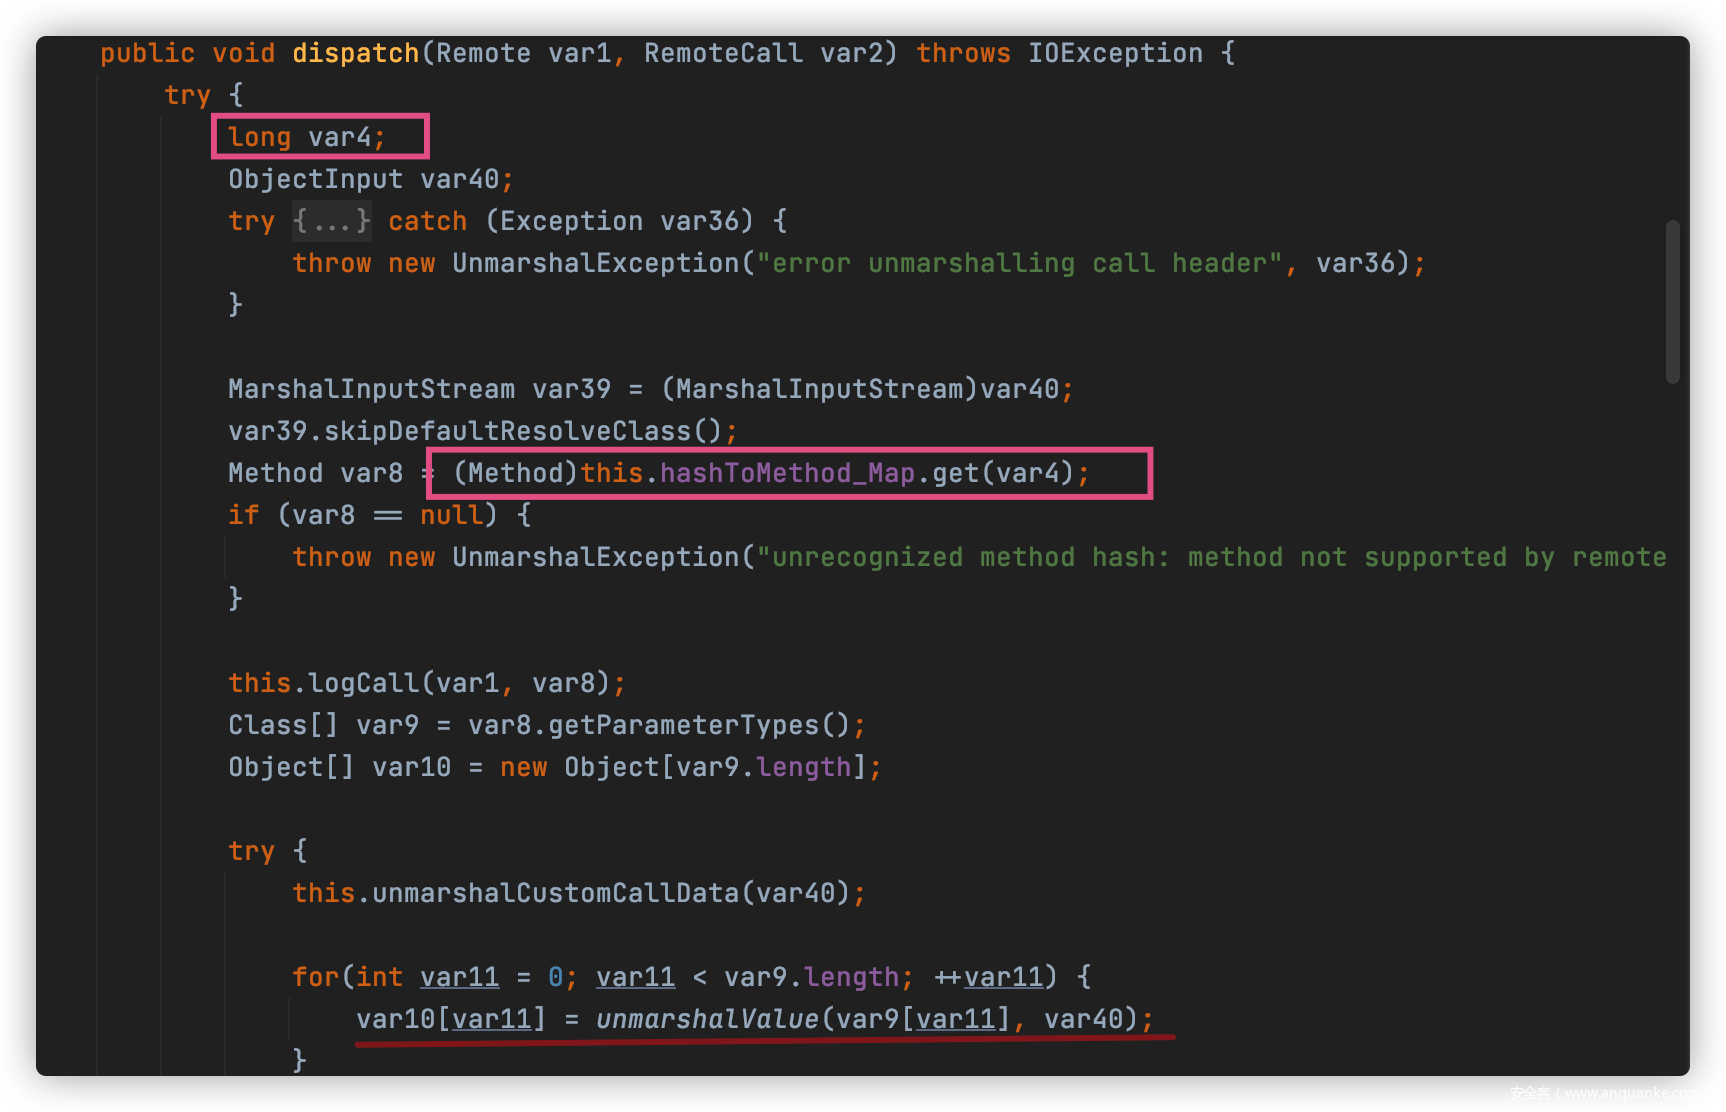 public void dispatch(Remote var1, RemoteCall var2) throws IOException {
try {
long var4;
ObjectInput var40;
try {...} catch (Exception var36) {
throw new UnmarshalException("error unmarshalling call header", var36);
}
MarshalInputStream var39 = (MarshalInputStream)var40;
var39.skipDefaultResolveClass();
Method var8 = (Method)this.hashToMethod_Map.get(var4);
if (var8 == null) {
throw new UnmarshalException("unrecognized method hash: method not supported by remote
}
this.logCall(var1, var8);
Class[] var9 = var8.getParameterTypes();
Object[] var10 = new Object[var9.length];
try {
this.unmarshalCustomCallData(var40);
for(int var11 = 0; var11 < var9.length; ++var11) {
var10[var11] = unmarshalValue(var9[var11], var40);
}
安全客 ( www.anquanke.com )